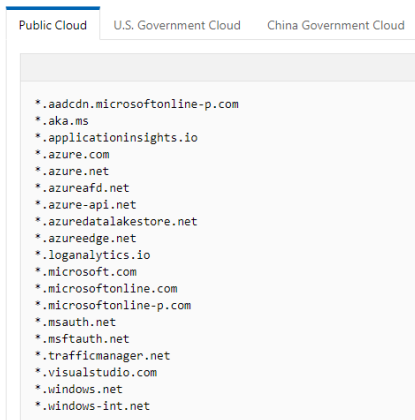 Public Cloud U.S. Government Cloud China Government Cloud
*.aadcdn.microsoftonline-p.com
*.aka.ms
*.applicationinsights.io
*.azure.com
*.azure.net
*.azureafd.net
*.azure-api.net
*.azuredatalakestore.net
*.azureedge.net
*.loganalytics.io
*.microsoft.com
*.microsoftonline.com
*.microsoftonline-p.com
*.msauth.net
*.msftauth.net
*.trafficmanager.net
*.visualstudio.com
*.windows.net
*.windows-int.net